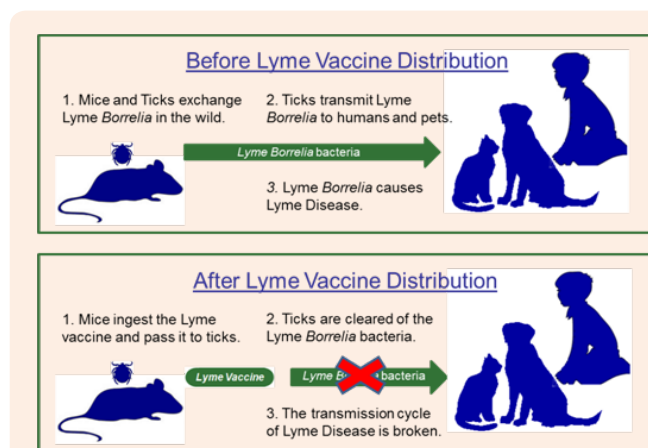 Before Lyme Vaccine Distribution
1. Mice and Ticks exchange
Lyme Borrelia in the wild.
2. Ticks transmit Lyme
Borrelia to humans and pets.
Lyme Borrelia bacteria
3. Lyme Borrelia causes
Lyme Disease.
After Lyme Vaccine Distribution
1. Mice ingest the Lyme
vaccine and pass it to ticks.
2. Ticks are cleared of the
Lyme Borrelia bacteria.
Lyme Vaccine
Lyme bacteria
3. The transmission cycle
of Lyme Disease is broken.